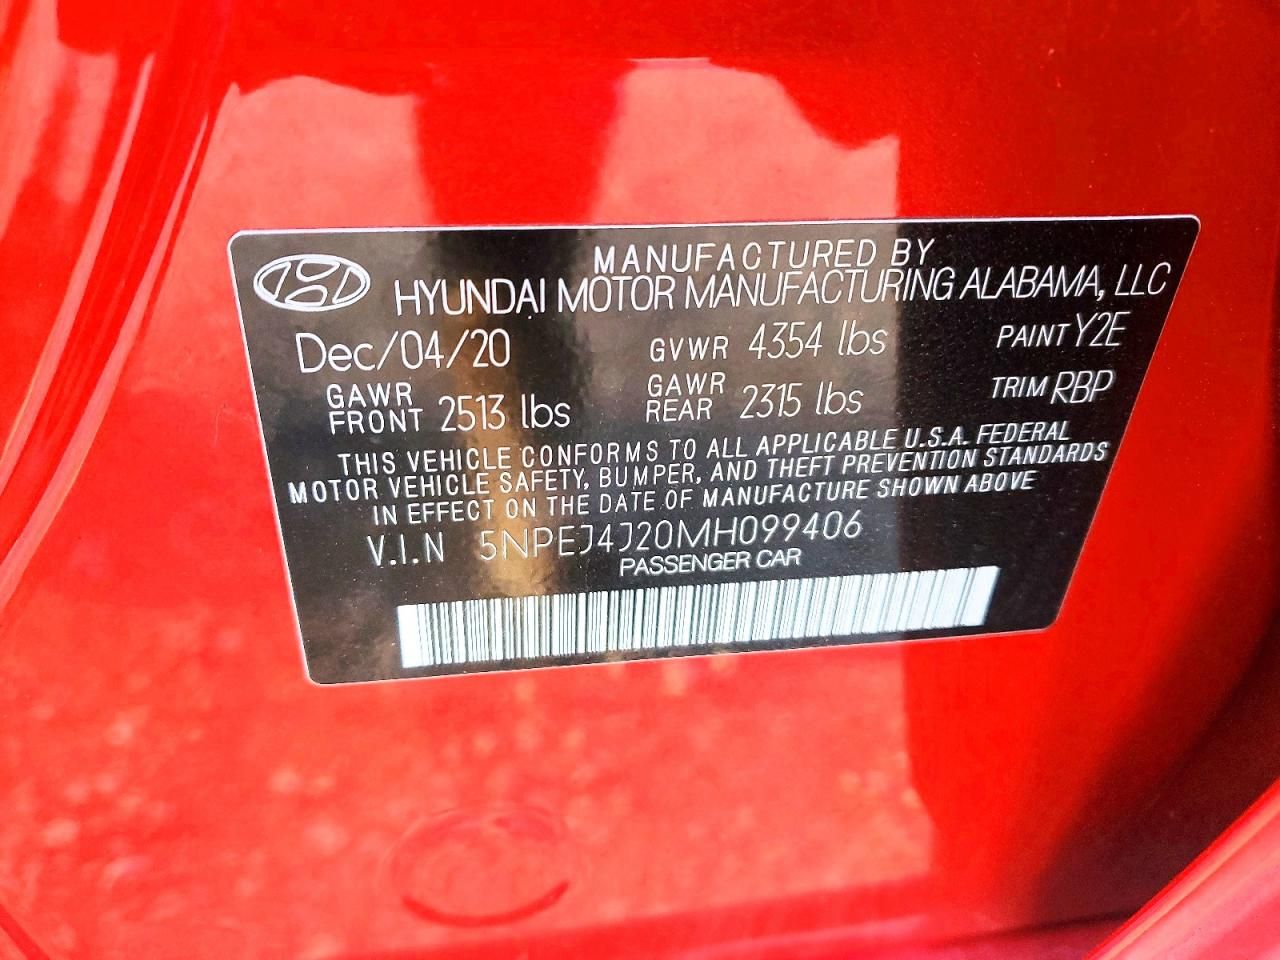 MANUFACTURED BY
HYUNDAI MOTOR MANUFACTURING ALABAMA, LLC
Dec/04/20 GVWR 4354 lbs PAINT Y2E
GAWR FRONT 2513 lbs GAWR REAR 2315 lbs TRIM RBP
THIS VEHICLE CONFORMS TO ALL APPLICABLE U.S.A. FEDERAL
MOTOR VEHICLE SAFETY, BUMPER, AND THEFT PREVENTION STANDARDS
IN EFFECT ON THE DATE OF MANUFACTURE SHOWN ABOVE
V.I.N 5NPEJ4J20MH099406
PASSENGER CAR